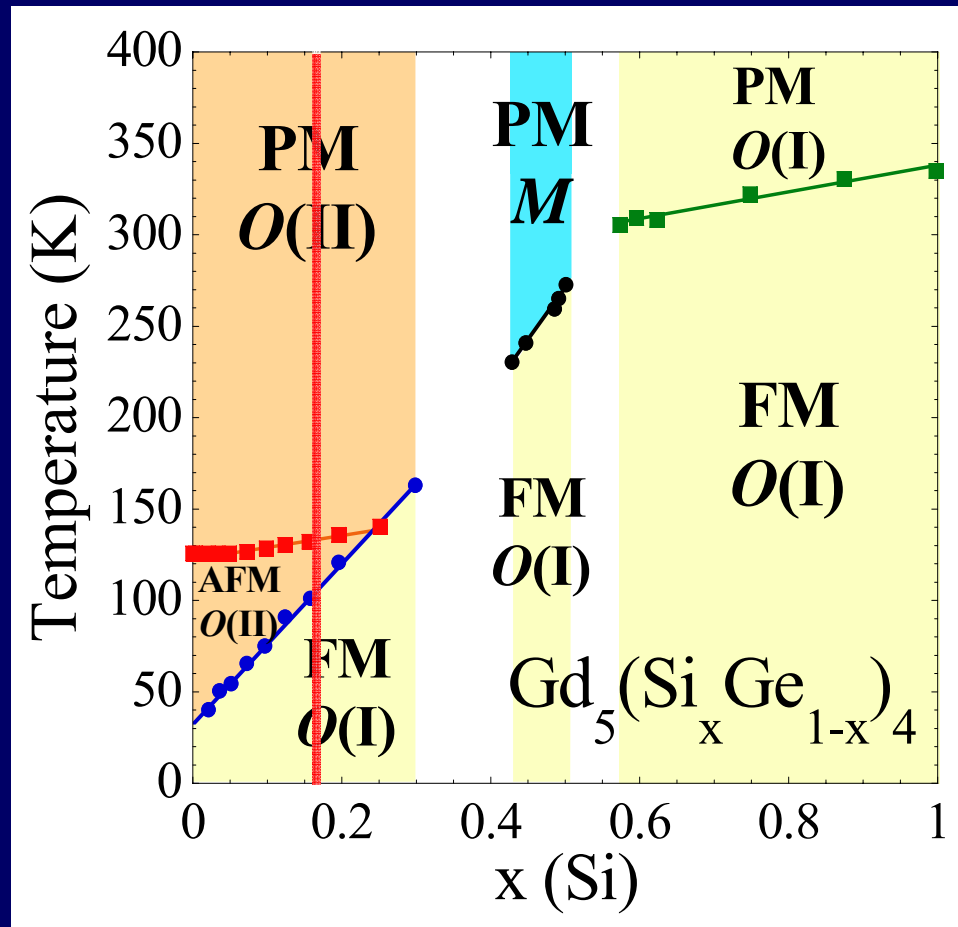 400
350
300
250
200
150
100
50
0
Temperature (K)
PM
O(II)
PM
M
PM
O(I)
AFM
O(II)
FM
O(I)
FM
O(I)
FM
O(I)
Gd5(SixGe1-x)4
0
0.2
0.4
0.6
0.8
1
x (Si)